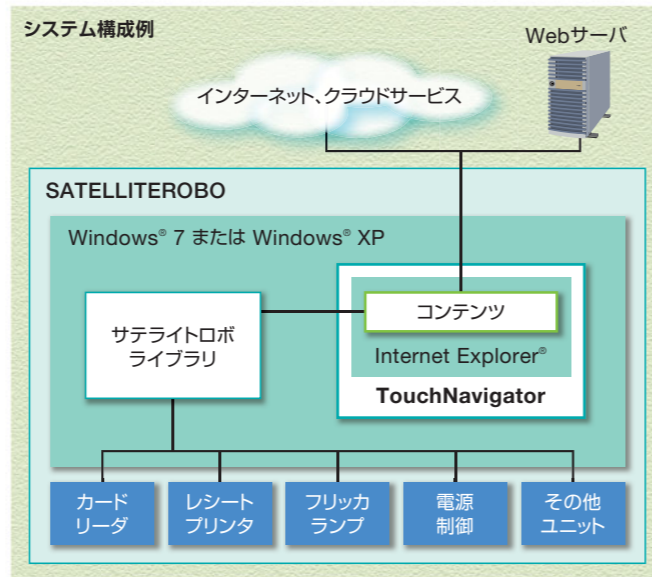 システム構成例
Webサーバ
インターネット、クラウドサービス
SATELLITEROBO
Windows® 7 または Windows® XP
サテライトロボ
ライブラリ
コンテンツ
Internet Explorer®
TouchNavigator
カード
リーダ
レシート
プリンタ
フリッカ
ランプ
電源
制御
その他
ユニット